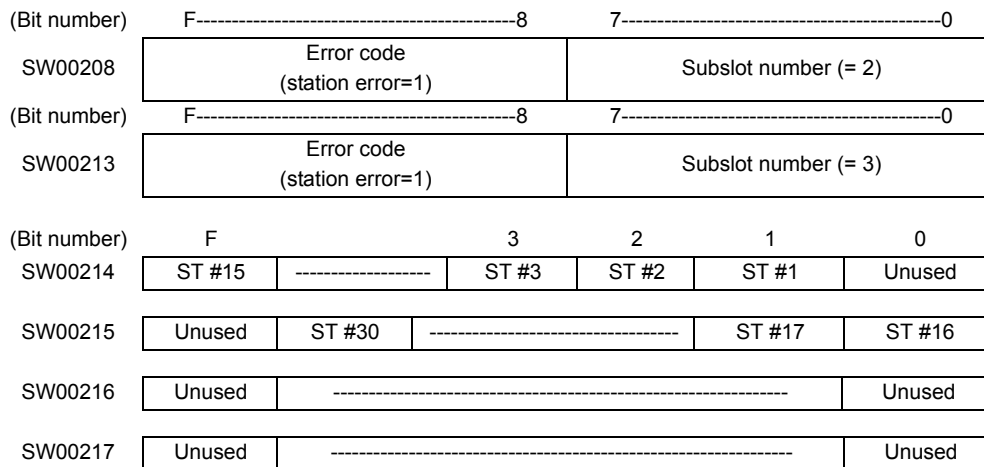 (Bit number) F---------------------------------------------8 7---------------------------------------------0
SW00208 Error code (station error=1) Subslot number (= 2)
(Bit number) F---------------------------------------------8 7---------------------------------------------0
SW00213 Error code (station error=1) Subslot number (= 3)
(Bit number) F 3 2 1 0
SW00214 ST #15 ------------------- ST #3 ST #2 ST #1 Unused
SW00215 Unused ST #30 ----------------------------------- ST #17 ST #16
SW00216 Unused ---------------------------------------------------------------- Unused
SW00217 Unused ----------------------------------------------------------------- Unused